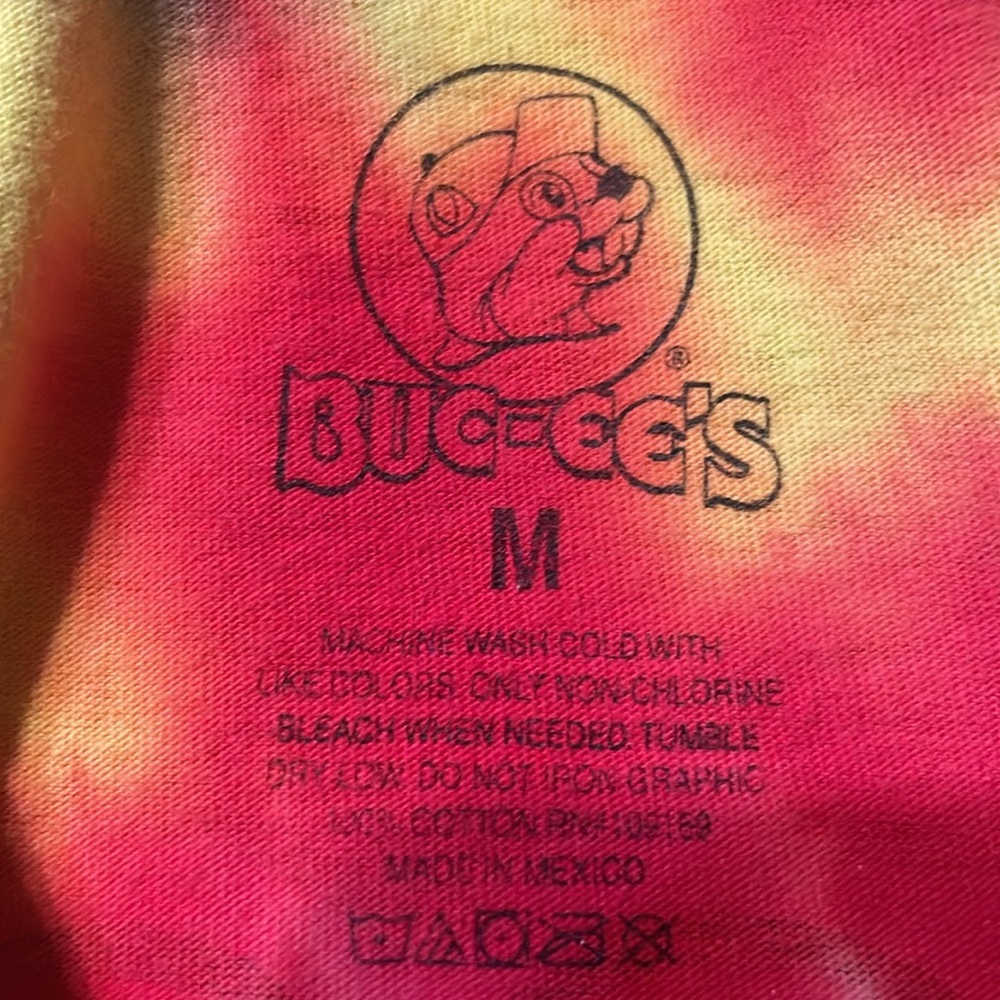 ®
BUC-EE'S
M
MACHINE WASH COLD WITH
LIKE COLORS. ONLY NON-CHLORINE
BLEACH WHEN NEEDED. TUMBLE
DRY LOW. DO NOT IRON GRAPHIC
100% COTTON
MADE IN MEXICO